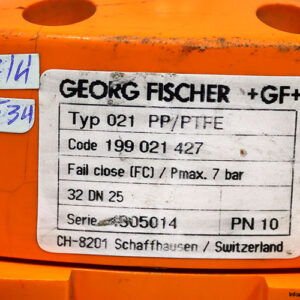 GEORG FISCHER +GF+
Typ 021 PP/PTFE
Code 199 021 427
Fail close (FC) / Pmax. 7 bar
32 DN 25
Serie 305014 PN 10
CH-8201 Schaffhausen / Switzerland